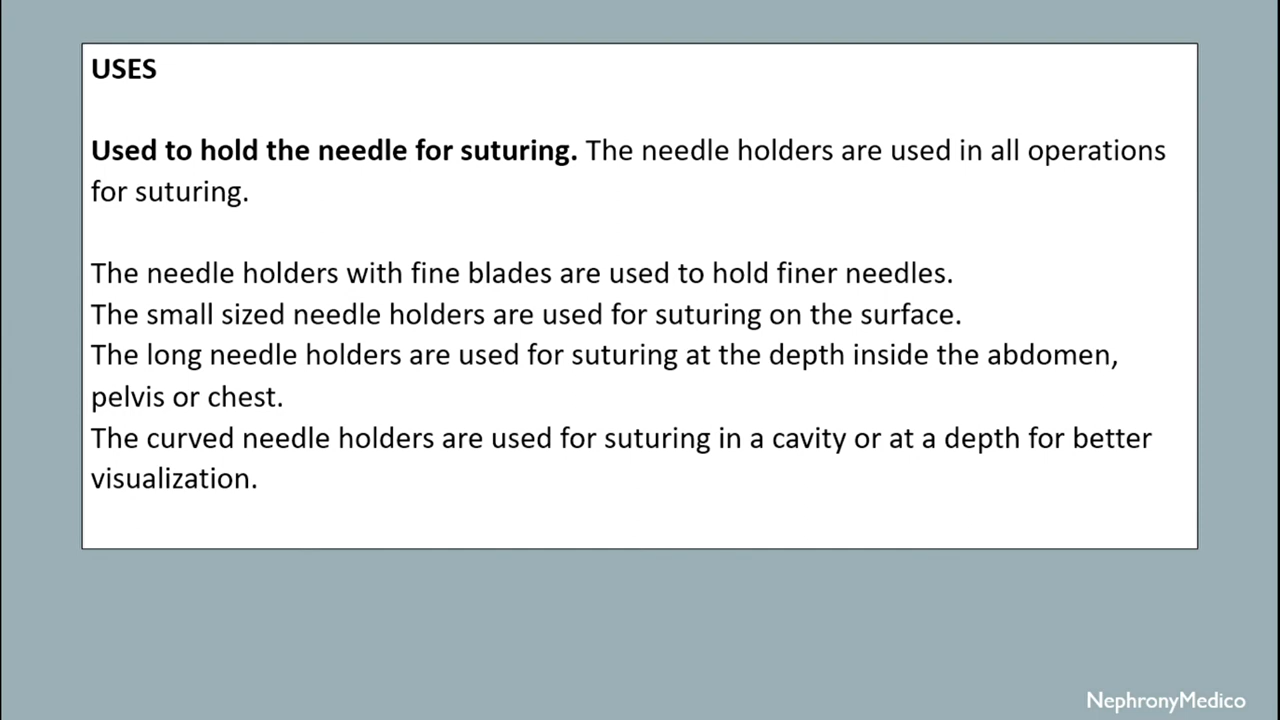 USES
Used to hold the needle for suturing. The needle holders are used in all operations
for suturing.
The needle holders with fine blades are used to hold finer needles.
The small sized needle holders are used for suturing on the surface.
The long needle holders are used for suturing at the depth inside the abdomen,
pelvis or chest.
The curved needle holders are used for suturing in a cavity or at a depth for better
visualization.
NephronyMedico